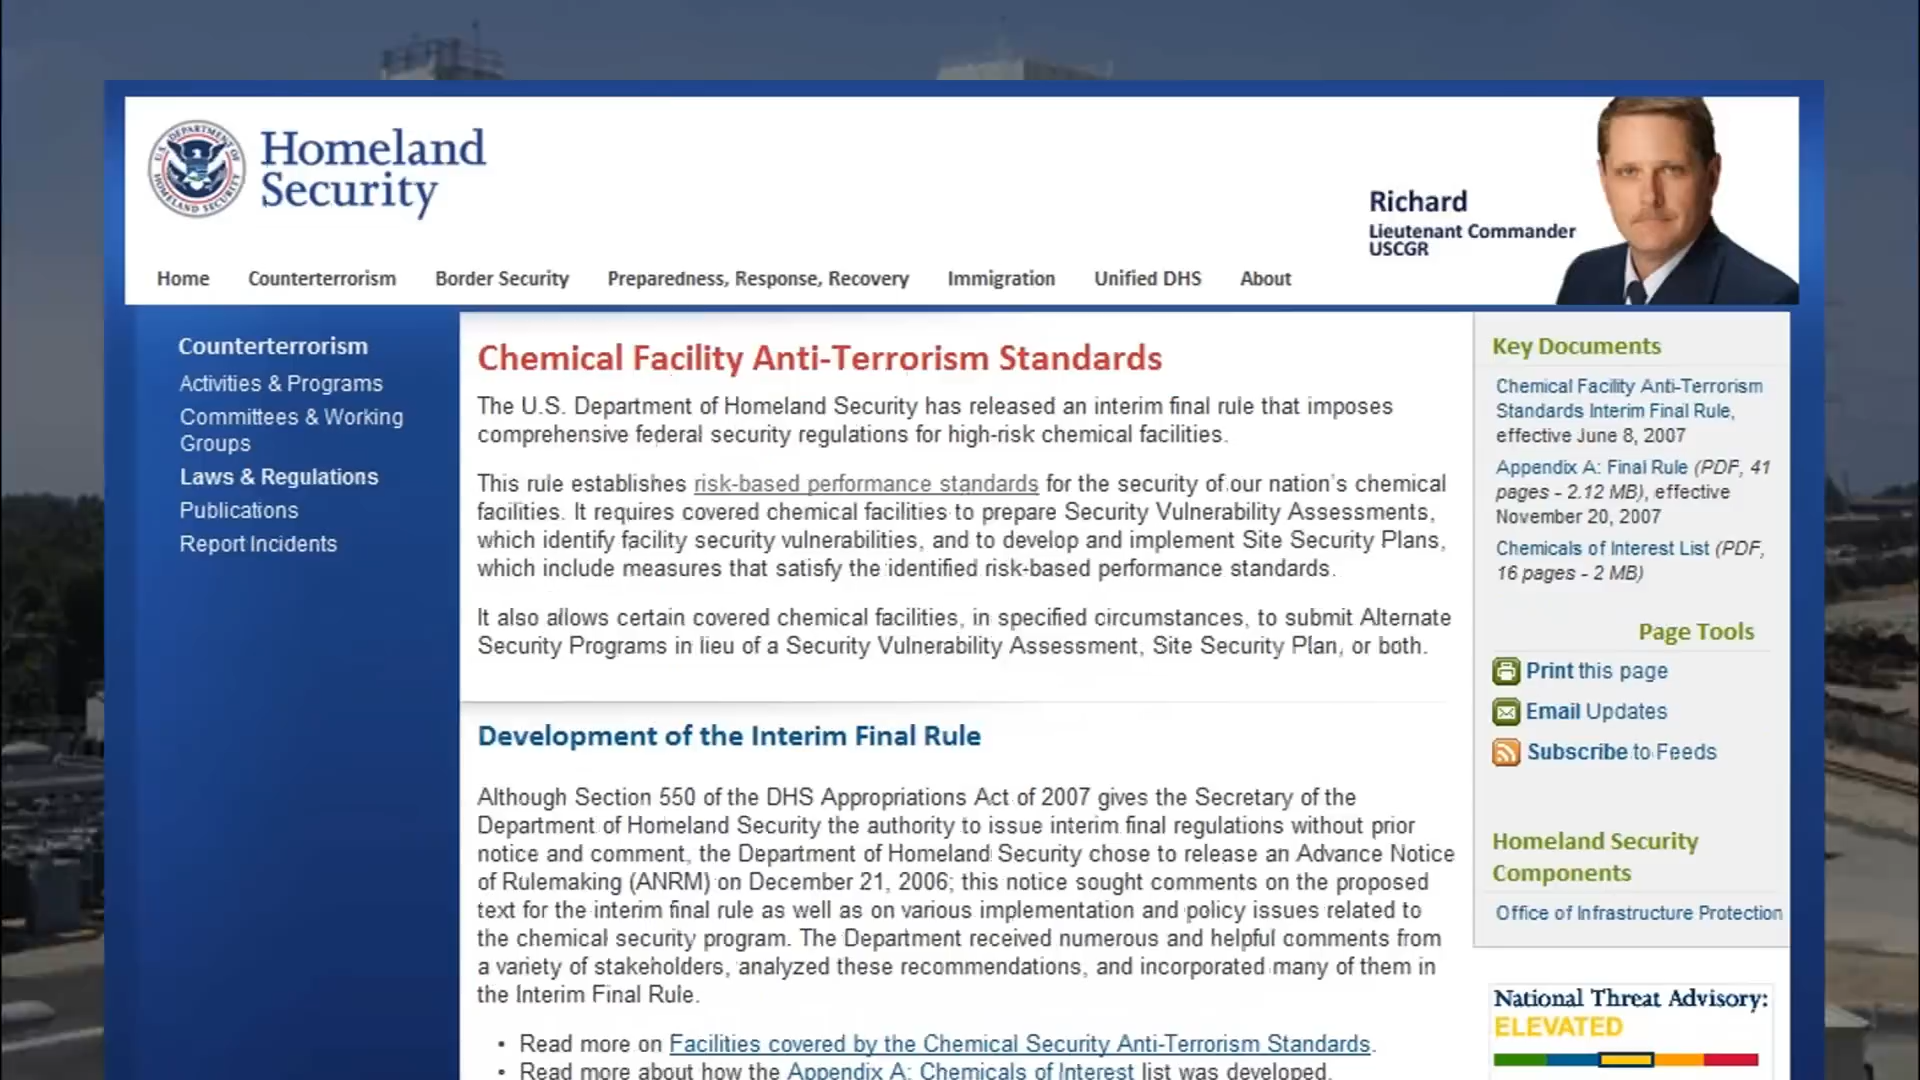 U.S. DEPARTMENT OF HOMELAND SECURITY
Homeland
Security
Richard
Lieutenant Commander
USCGR
Home Counterterrorism Border Security Preparedness, Response, Recovery Immigration Unified DHS About
Counterterrorism
Activities & Programs
Committees & Working
Groups
Laws & Regulations
Publications
Report Incidents
Chemical Facility Anti-Terrorism Standards
The U.S. Department of Homeland Security has released an interim final rule that imposes
comprehensive federal security regulations for high-risk chemical facilities.
This rule establishes risk-based performance standards for the security of our nation's chemical
facilities. It requires covered chemical facilities to prepare Security Vulnerability Assessments,
which identify facility security vulnerabilities, and to develop and implement Site Security Plans,
which include measures that satisfy the identified risk-based performance standards.
It also allows certain covered chemical facilities, in specified circumstances, to submit Alternate
Security Programs in lieu of a Security Vulnerability Assessment, Site Security Plan, or both.
Development of the Interim Final Rule
Although Section 550 of the DHS Appropriations Act of 2007 gives the Secretary of the
Department of Homeland Security the authority to issue interim final regulations without prior
notice and comment, the Department of Homeland Security chose to release an Advance Notice
of Rulemaking (ANRM) on December 21, 2006; this notice sought comments on the proposed
text for the interim final rule as well as on various implementation and policy issues related to
the chemical security program. The Department received numerous and helpful comments from
a variety of stakeholders, analyzed these recommendations, and incorporated many of them in
the Interim Final Rule.
• Read more on Facilities covered by the Chemical Security Anti-Terrorism Standards.
• Read more about how the Appendix A: Chemicals of Interest list was developed.
Key Documents
Chemical Facility Anti-Terrorism
Standards Interim Final Rule,
effective June 8, 2007
Appendix A: Final Rule (PDF, 41
pages - 2.12 MB), effective
November 20, 2007
Chemicals of Interest List (PDF,
16 pages - 2 MB)
Page Tools
Print this page
Email Updates
Subscribe to Feeds
Homeland Security
Components
Office of Infrastructure Protection
National Threat Advisory:
ELEVATED